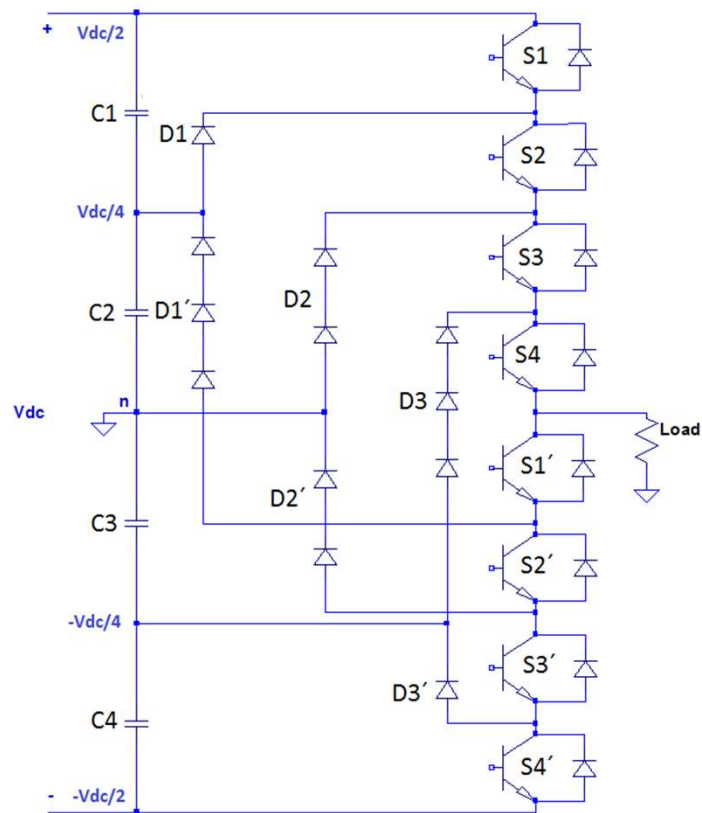 +
Vdc/2
S1
C1
D1
S2
Vdc/4
S3
D2
C2
D1´
S4
D3
Vdc
n
Load
S1´
D2´
C3
S2´
-Vdc/4
S3´
D3´
C4
S4´
-
-Vdc/2